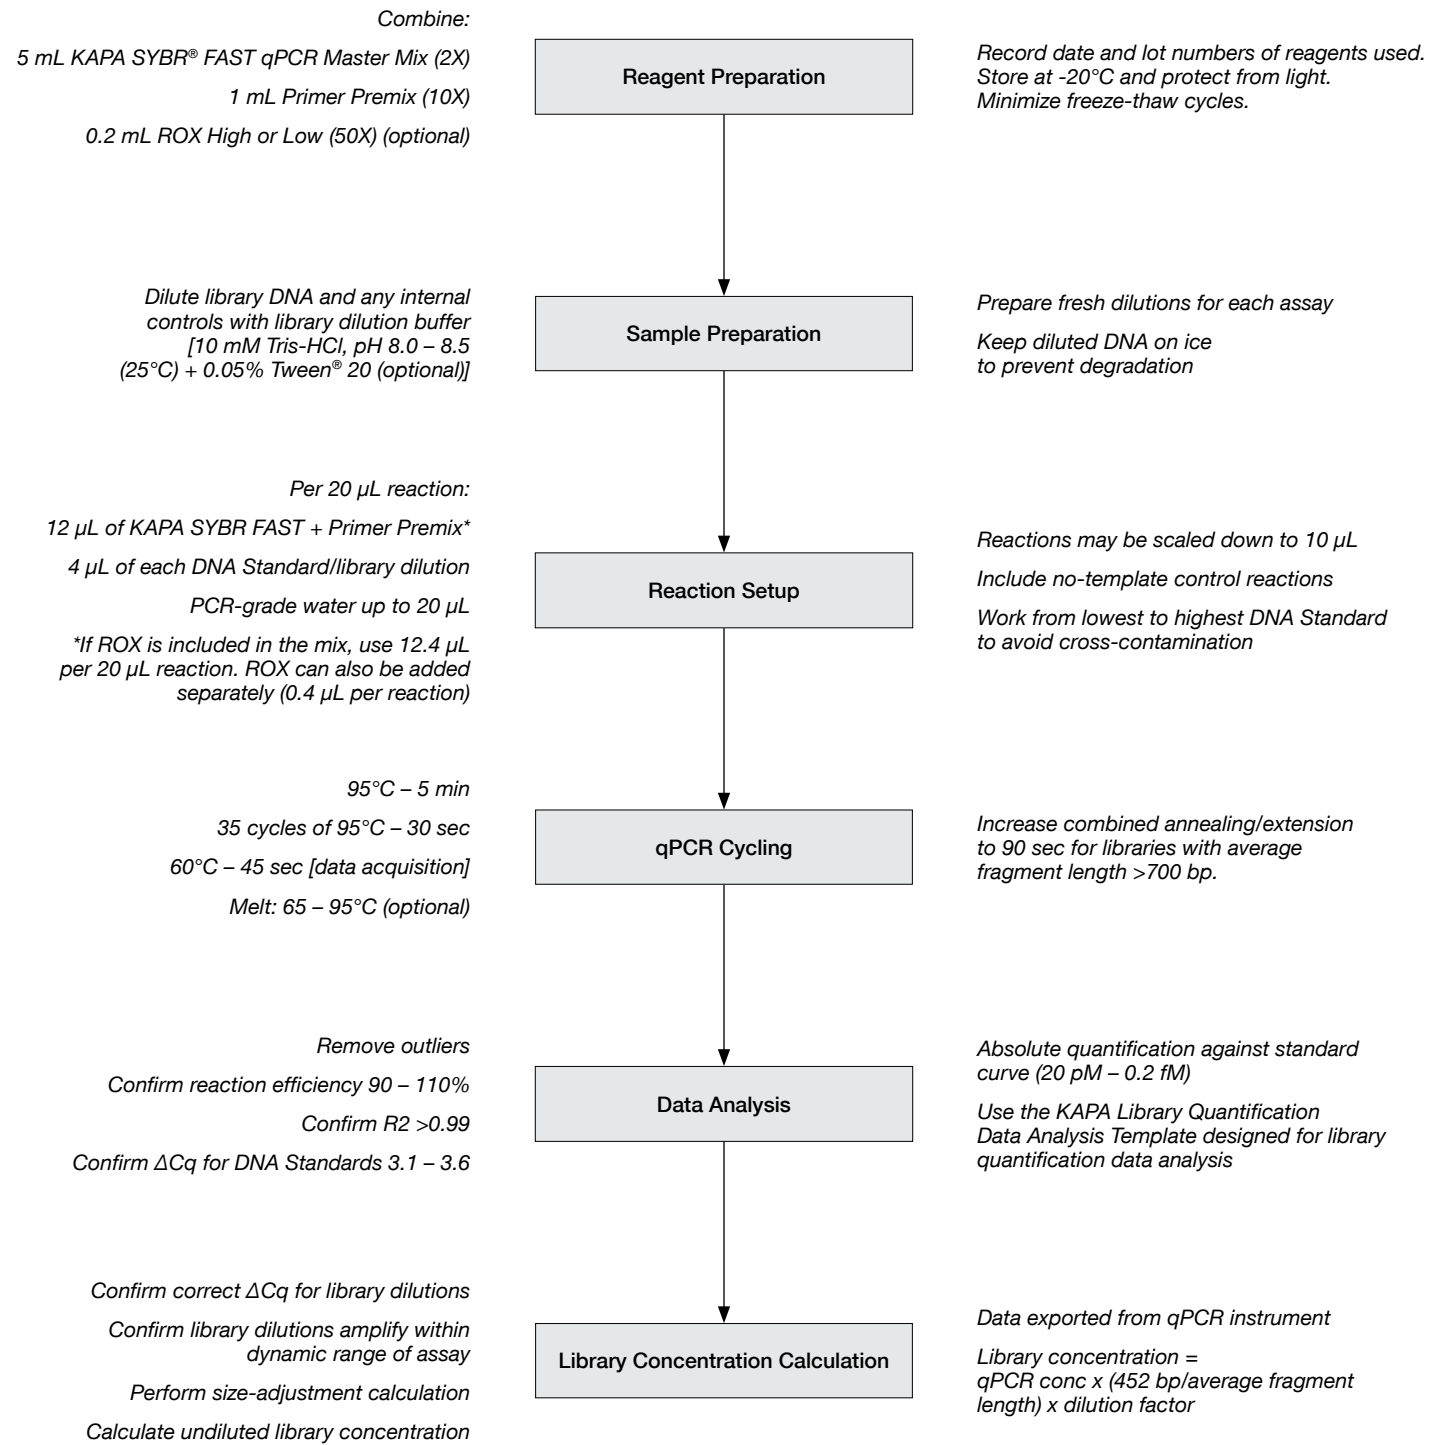 Combine:
5 mL KAPA SYBR® FAST qPCR Master Mix (2X)
1 mL Primer Premix (10X)
0.2 mL ROX High or Low (50X) (optional)
Reagent Preparation
Record date and lot numbers of reagents used.
Store at -20°C and protect from light.
Minimize freeze-thaw cycles.
Dilute library DNA and any internal
controls with library dilution buffer
[10 mM Tris-HCl, pH 8.0 – 8.5
(25°C) + 0.05% Tween® 20 (optional)]
Sample Preparation
Prepare fresh dilutions for each assay
Keep diluted DNA on ice
to prevent degradation
Per 20 µL reaction:
12 µL of KAPA SYBR FAST + Primer Premix*
4 µL of each DNA Standard/library dilution
PCR-grade water up to 20 µL
*If ROX is included in the mix, use 12.4 µL
per 20 µL reaction. ROX can also be added
separately (0.4 µL per reaction)
Reaction Setup
Reactions may be scaled down to 10 µL
Include no-template control reactions
Work from lowest to highest DNA Standard
to avoid cross-contamination
95°C – 5 min
35 cycles of 95°C – 30 sec
60°C – 45 sec [data acquisition]
Melt: 65 – 95°C (optional)
qPCR Cycling
Increase combined annealing/extension
to 90 sec for libraries with average
fragment length >700 bp.
Remove outliers
Confirm reaction efficiency 90 – 110%
Confirm R2 >0.99
Confirm ΔCq for DNA Standards 3.1 – 3.6
Data Analysis
Absolute quantification against standard
curve (20 pM – 0.2 fM)
Use the KAPA Library Quantification
Data Analysis Template designed for library
quantification data analysis
Confirm correct ΔCq for library dilutions
Confirm library dilutions amplify within
dynamic range of assay
Perform size-adjustment calculation
Calculate undiluted library concentration
Library Concentration Calculation
Data exported from qPCR instrument
Library concentration =
qPCR conc x (452 bp/average fragment
length) x dilution factor